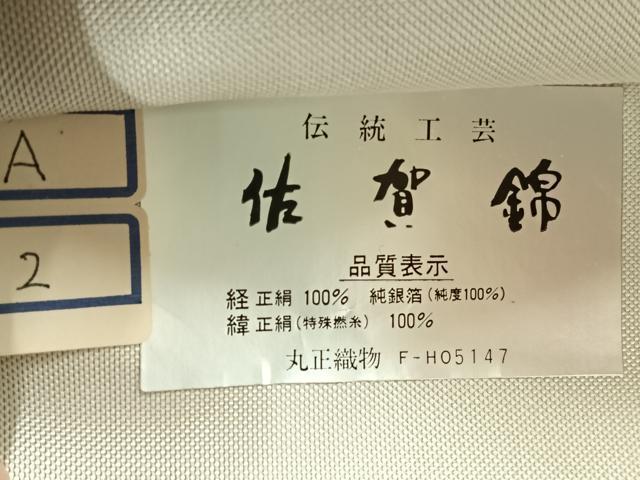 A
2
伝統工芸
佐賀錦
品質表示
経 正絹 100% 純銀箔(純度100%)
緯 正絹(特殊撚糸) 100%
丸正織物 F-H05147